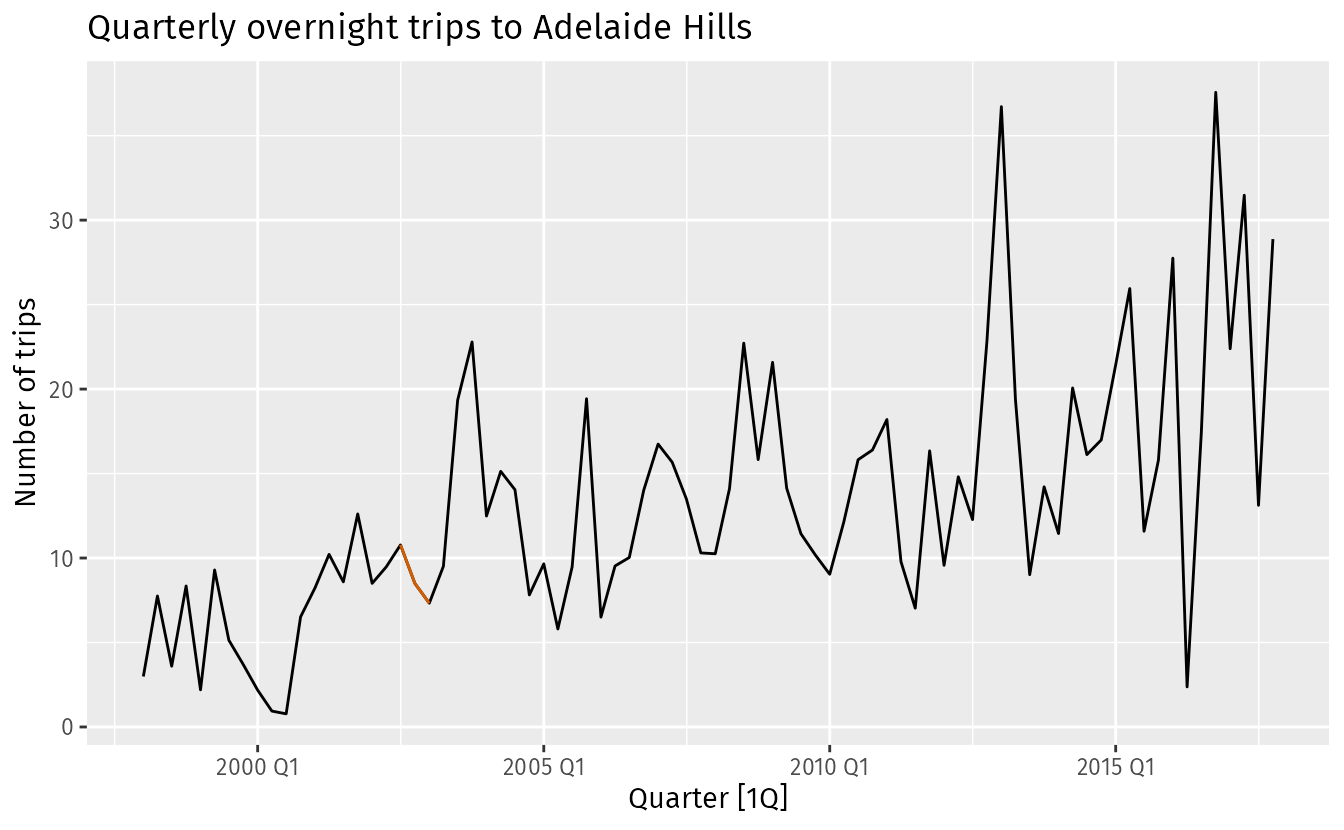 Quarterly overnight trips to Adelaide Hills
Number of trips
30
20
10
0
2000 Q1
2005 Q1
2010 Q1
2015 Q1
Quarter [1Q]